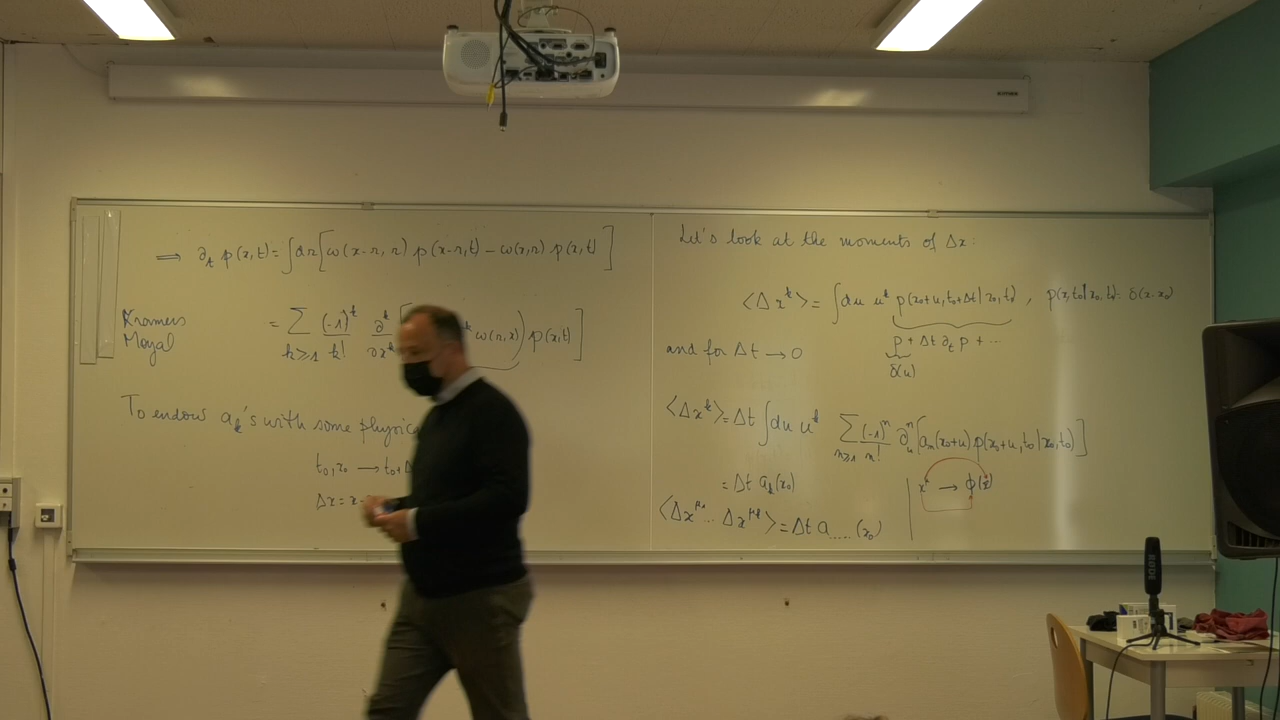 ⟹ ∂_t p(x,t) = ∫dr[ω(x-r, r) p(x-r,t) - ω(x,r) p(x,t)]
Kramers
Moyal
= ∑_{k≥1} (-1)^k/k! ∂^k/∂x^k [ ω(r,x)) p(x,t)]
To endow a_k's with some
t_0, x_0 → t_0+
Δx = x-
Let's look at the moments of Δx:
⟨Δx^k⟩ = ∫du u^k p(x_0+u, t_0+Δt|x_0,t_0) , p(x,t_0|x_0,t_0) = δ(x-x_0)
p + Δt ∂_t p + ...
δ(u)
and for Δt → 0
⟨Δx^k⟩ = Δt ∫du u^k ∑_{n≥1} (-1)^n/n! ∂_u^n [a_n(x_0+u) p(x_0+u, t_0|x_0,t_0)]
= Δt a_k(x_0)
⟨Δx^{μ_1} ... Δx^{μ_k}⟩ = Δt a_{....}(x_0)
x → ϕ(x)
kimex
RØDE